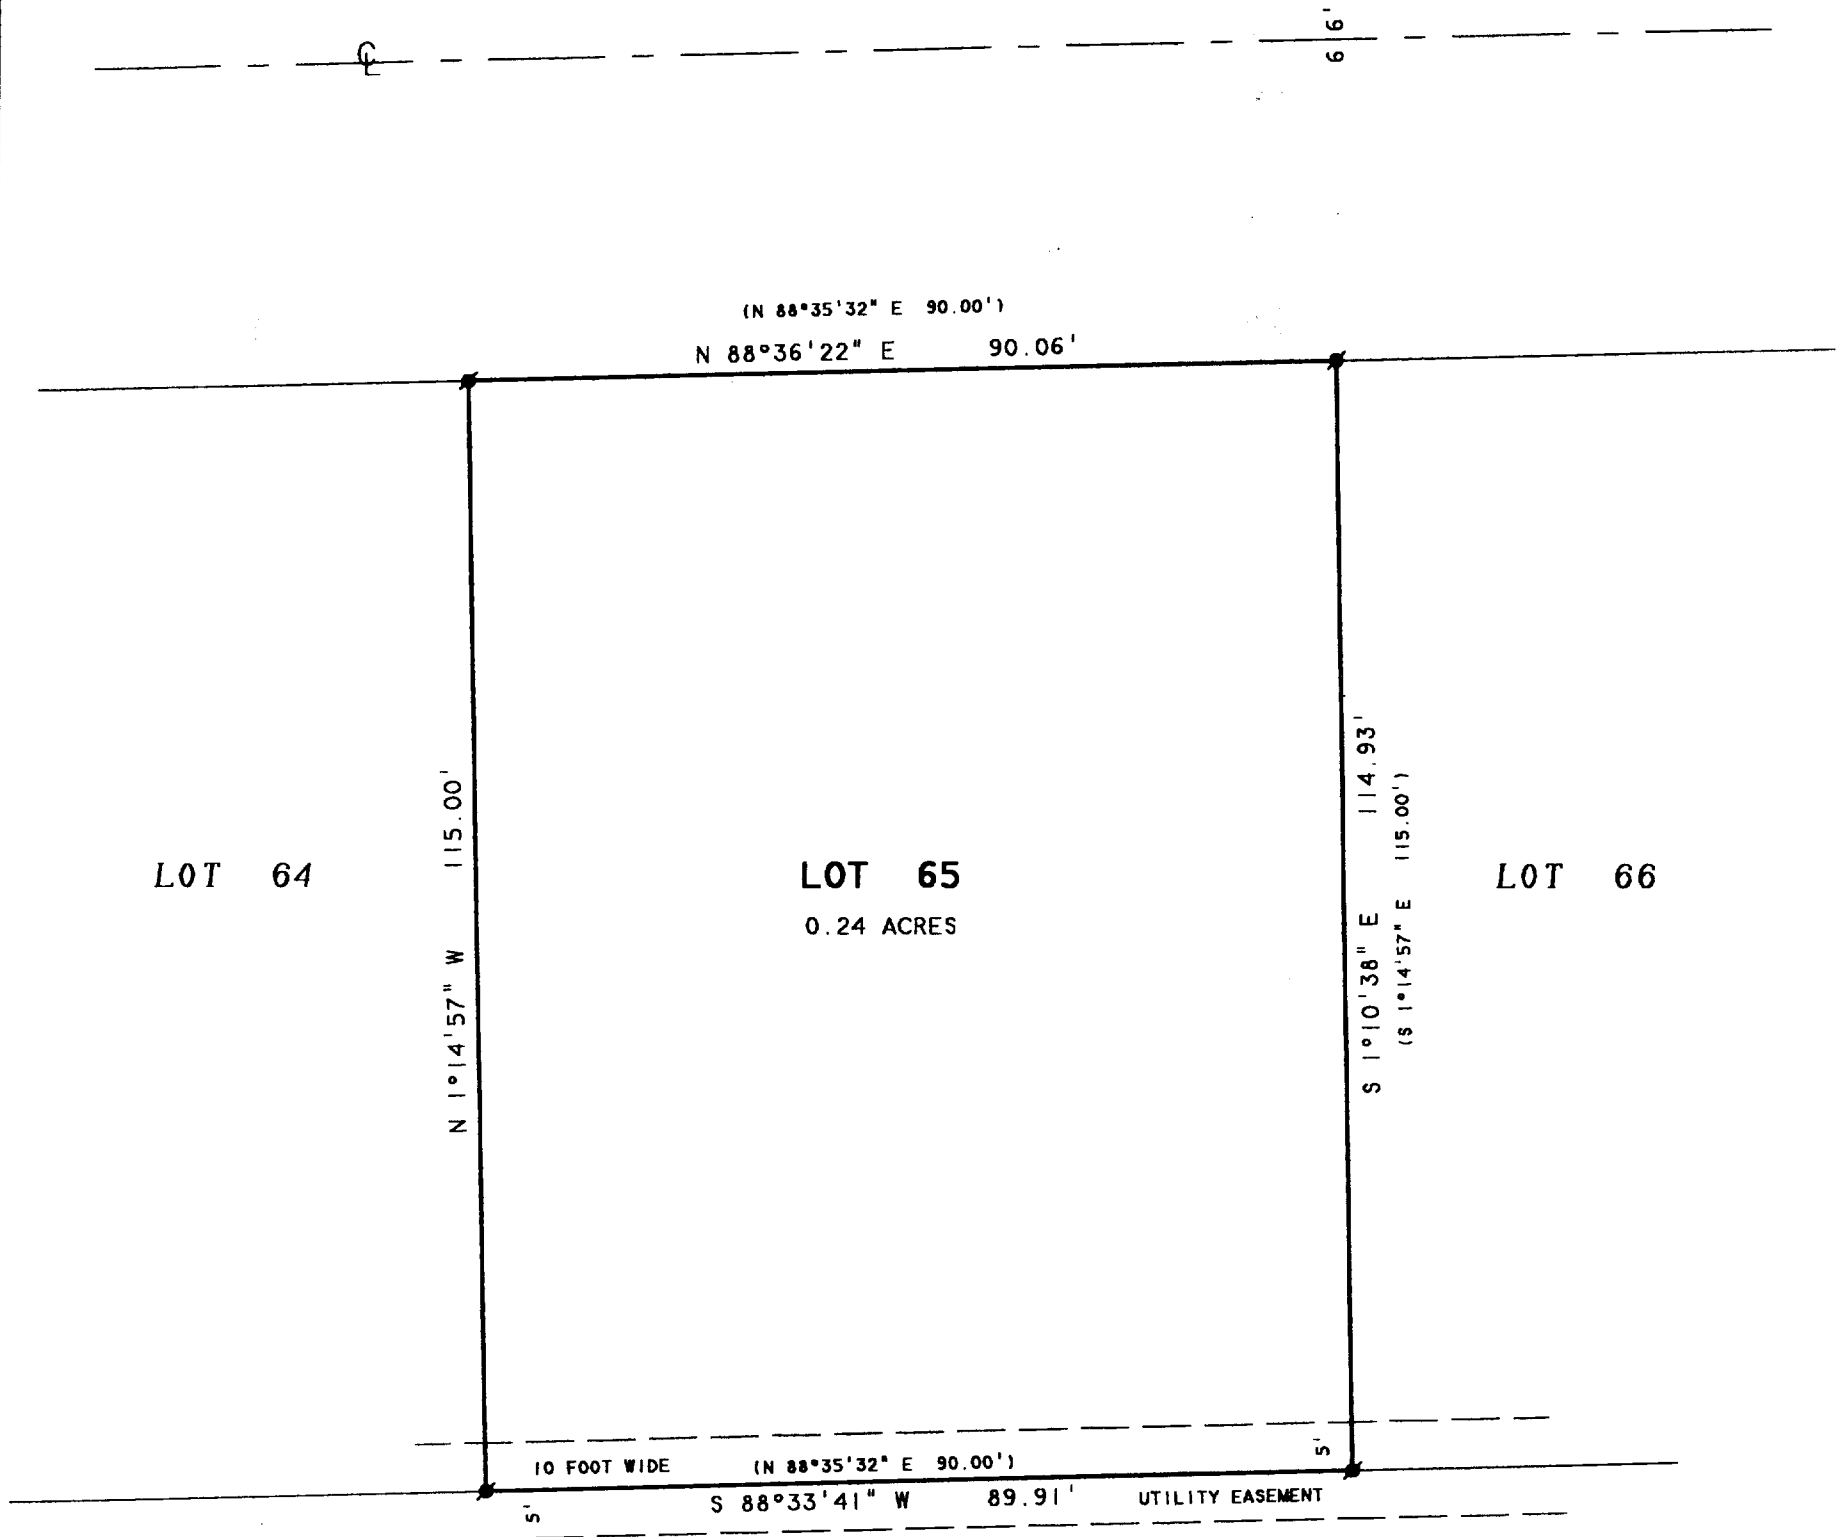 ℄
6' 
6
(N 88°35'32" E 90.00')
N 88°36'22" E 90.06'
N 1°14'57" W 115.00'
LOT 64
LOT 65
0.24 ACRES
S 1°10'38" E 114.93'
(S 1°14'57" E 115.00')
LOT 66
5'
10 FOOT WIDE (N 88°35'32" E 90.00')
S 88°33'41" W 89.91' UTILITY EASEMENT
5'